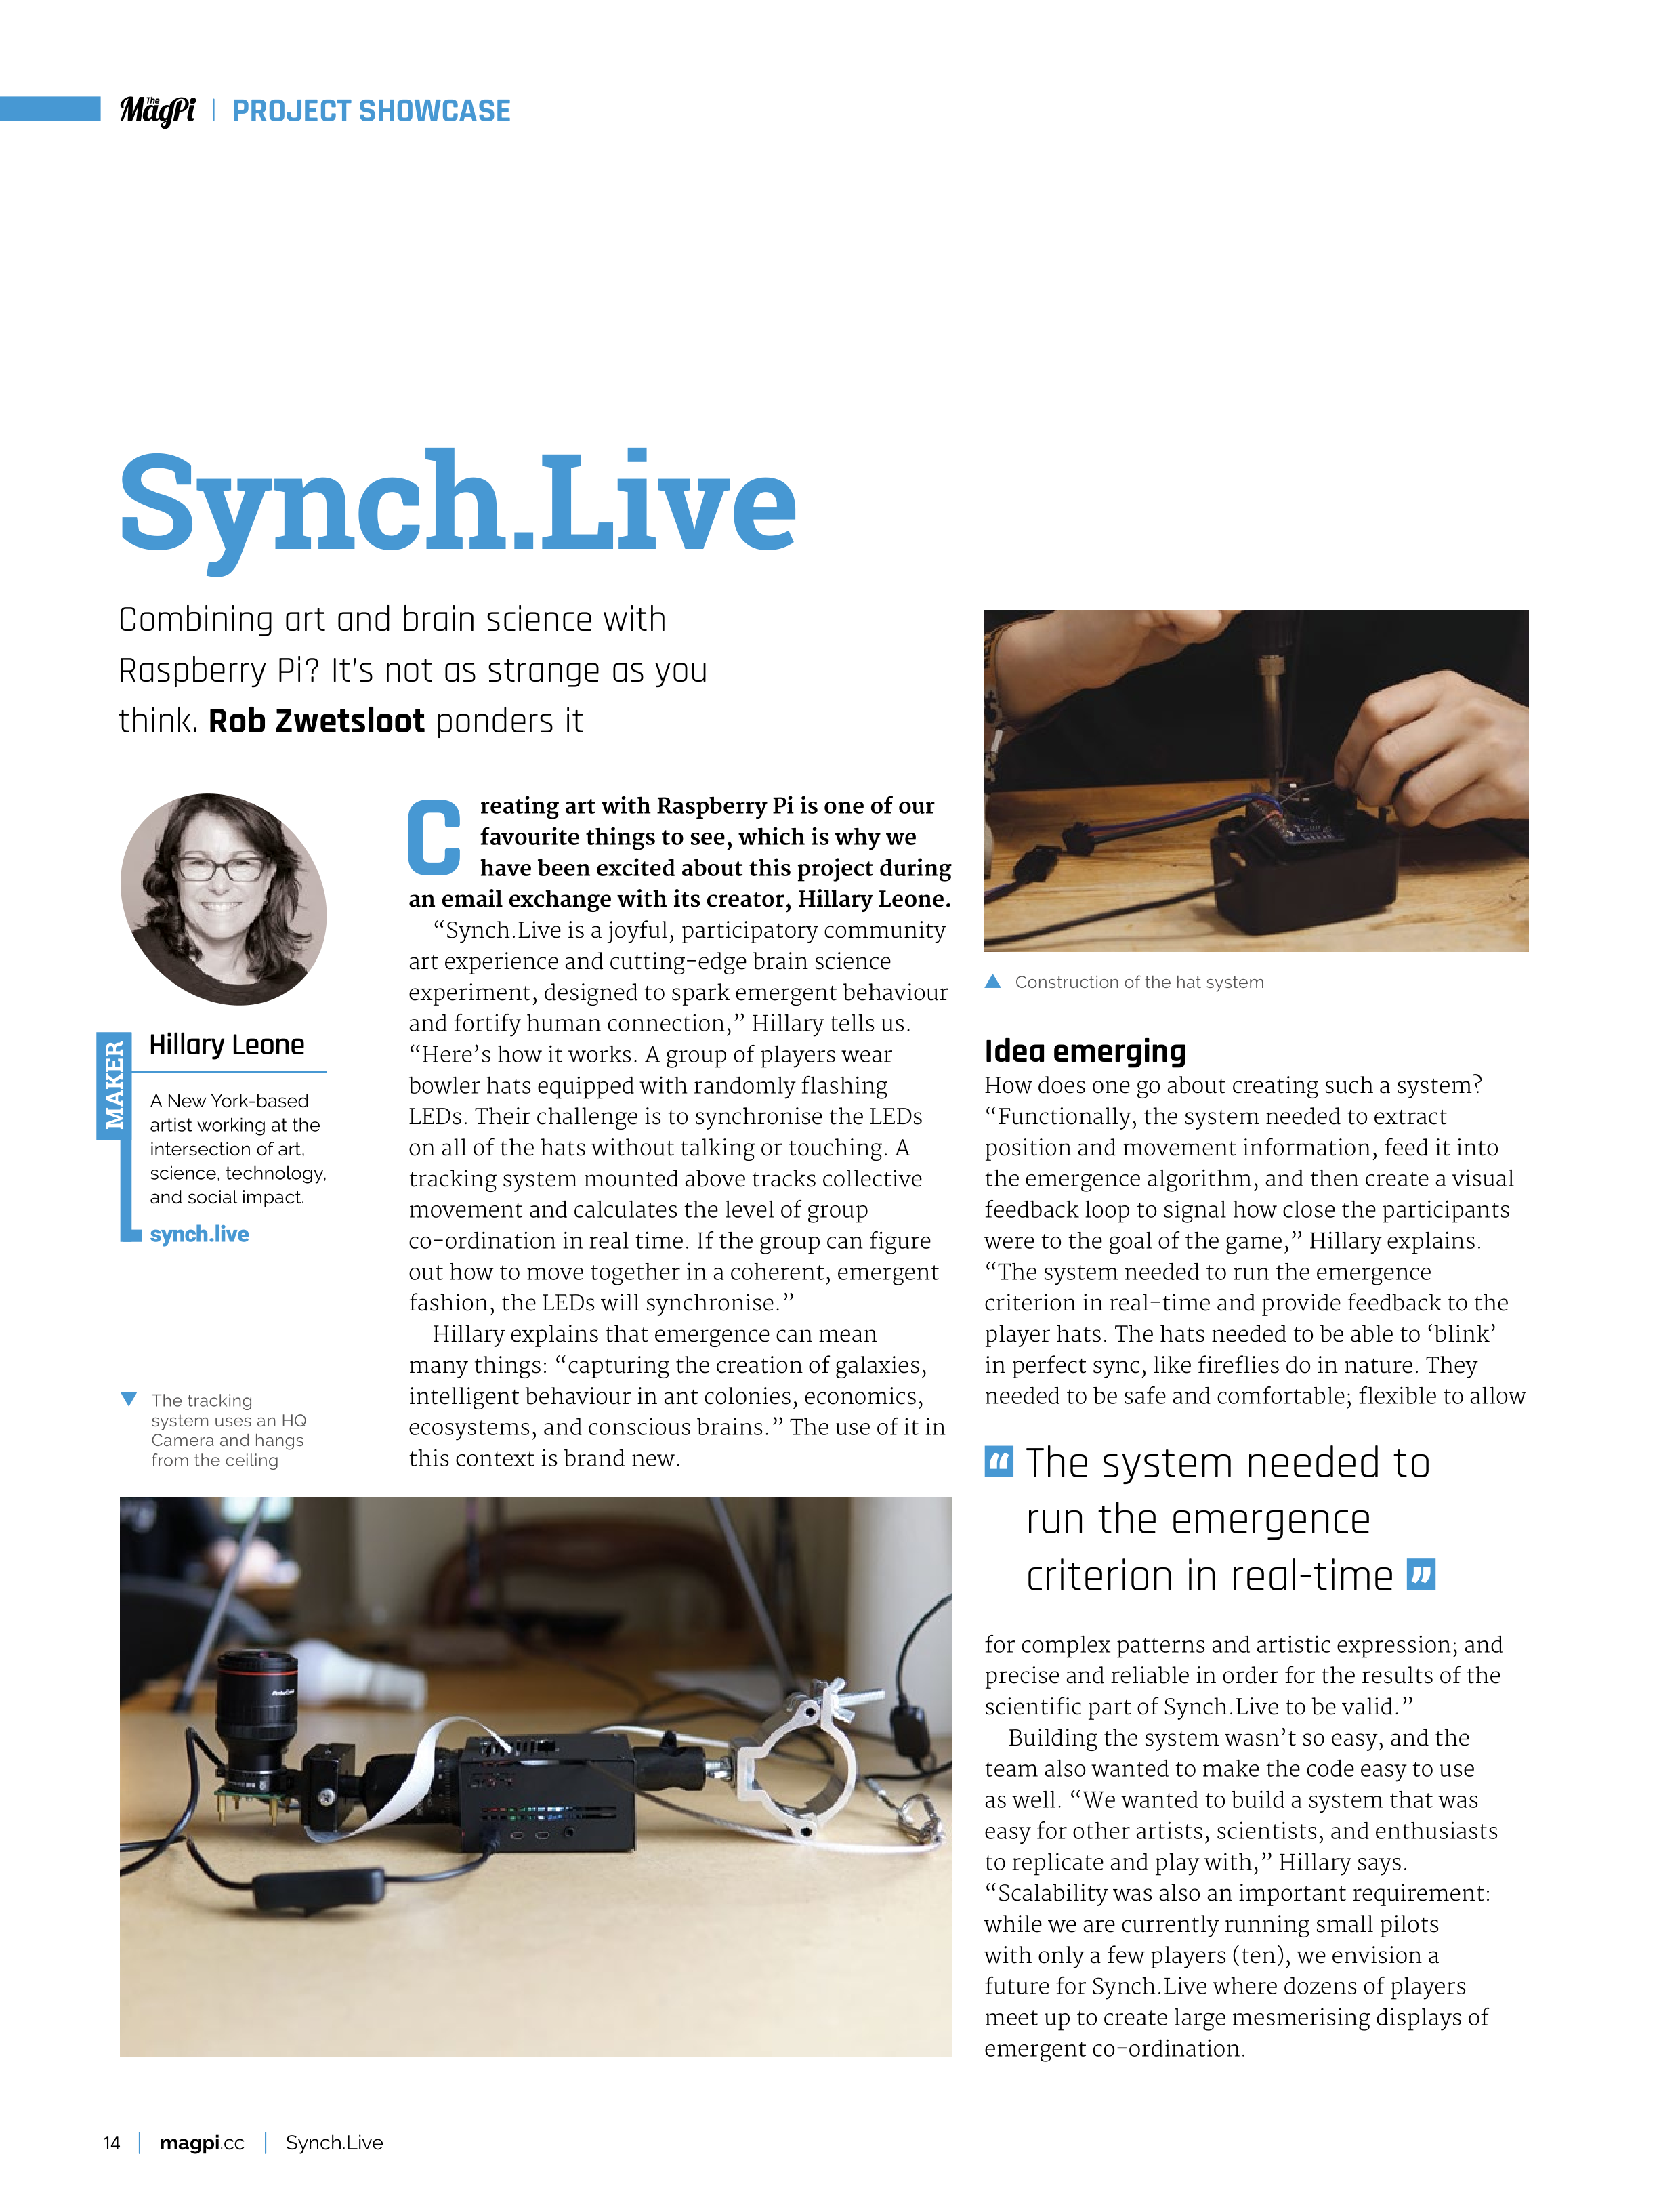 The MagPi
PROJECT SHOWCASE
Synch.Live
Combining art and brain science with
Raspberry Pi? It's not as strange as you
think. Rob Zwetsloot ponders it
MAKER
Hillary Leone
A New York-based
artist working at the
intersection of art,
science, technology,
and social impact.
synch.live
Creating art with Raspberry Pi is one of our
favourite things to see, which is why we
have been excited about this project during
an email exchange with its creator, Hillary Leone.
“Synch.Live is a joyful, participatory community
art experience and cutting-edge brain science
experiment, designed to spark emergent behaviour
and fortify human connection,” Hillary tells us.
“Here’s how it works. A group of players wear
bowler hats equipped with randomly flashing
LEDs. Their challenge is to synchronise the LEDs
on all of the hats without talking or touching. A
tracking system mounted above tracks collective
movement and calculates the level of group
co-ordination in real time. If the group can figure
out how to move together in a coherent, emergent
fashion, the LEDs will synchronise.”
Hillary explains that emergence can mean
many things: “capturing the creation of galaxies,
intelligent behaviour in ant colonies, economics,
ecosystems, and conscious brains.” The use of it in
this context is brand new.
▼ The tracking
system uses an HQ
Camera and hangs
from the ceiling
▲ Construction of the hat system
Idea emerging
How does one go about creating such a system?
“Functionally, the system needed to extract
position and movement information, feed it into
the emergence algorithm, and then create a visual
feedback loop to signal how close the participants
were to the goal of the game,” Hillary explains.
“The system needed to run the emergence
criterion in real-time and provide feedback to the
player hats. The hats needed to be able to ‘blink’
in perfect sync, like fireflies do in nature. They
needed to be safe and comfortable; flexible to allow
“ The system needed to
run the emergence
criterion in real-time ”
for complex patterns and artistic expression; and
precise and reliable in order for the results of the
scientific part of Synch.Live to be valid.”
Building the system wasn’t so easy, and the
team also wanted to make the code easy to use
as well. “We wanted to build a system that was
easy for other artists, scientists, and enthusiasts
to replicate and play with,” Hillary says.
“Scalability was also an important requirement:
while we are currently running small pilots
with only a few players (ten), we envision a
future for Synch.Live where dozens of players
meet up to create large mesmerising displays of
emergent co-ordination.
14
magpi.cc
Synch.Live